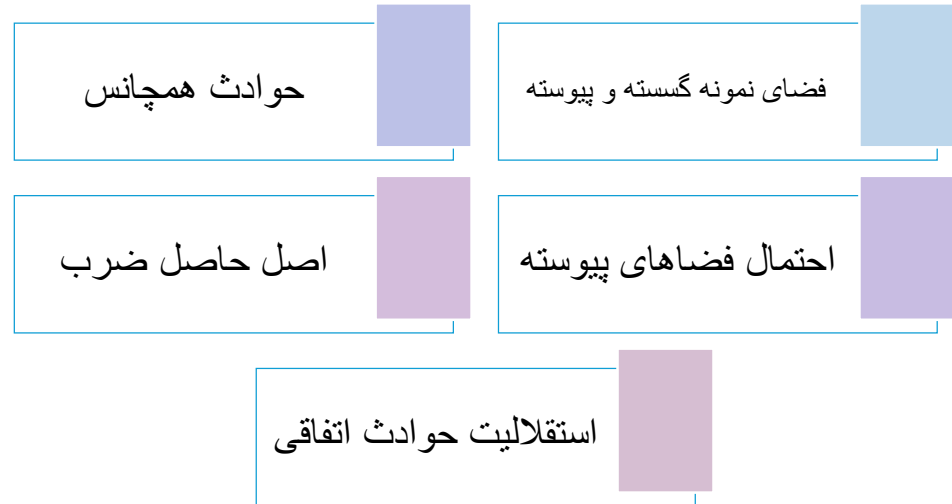 فضای نمونه گسسته و پیوسته
حوادث همچانس
احتمال فضاهای پیوسته
اصل حاصل ضرب
استقلالیت حوادث اتفاقی